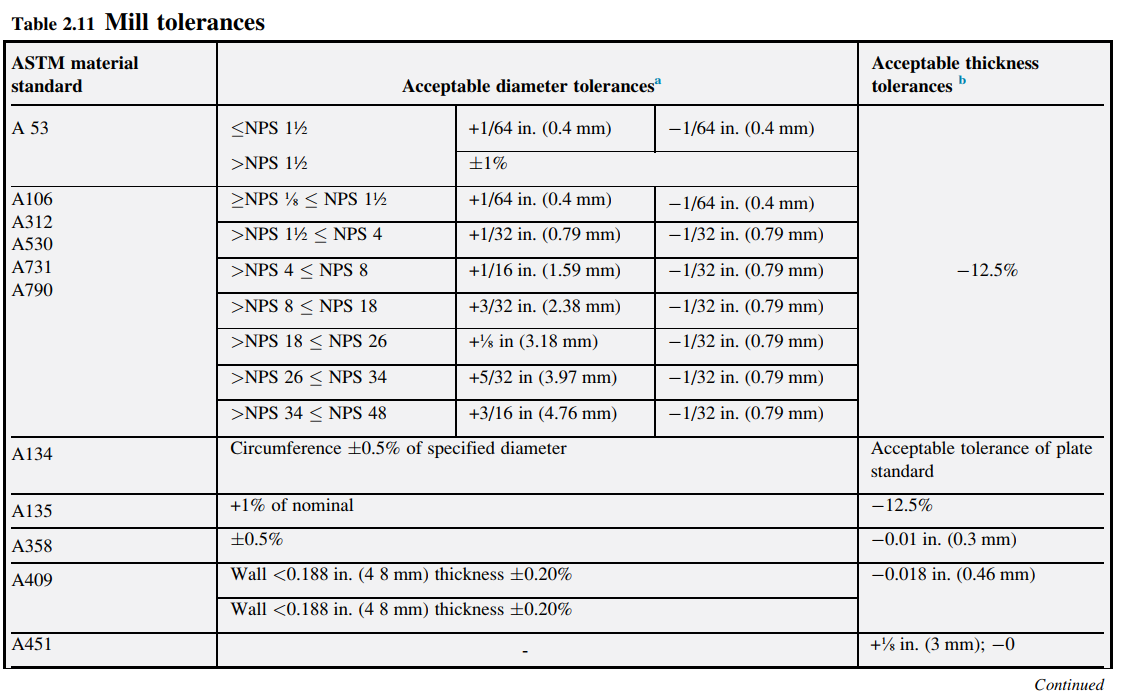 Table 2.11 Mill tolerances
ASTM material standard
Acceptable diameter tolerancesᵃ
Acceptable thickness tolerances ᵇ
A 53
≤NPS 1½
+1/64 in. (0.4 mm)
−1/64 in. (0.4 mm)
>NPS 1½
±1%
−12.5%
A106
A312
A530
A731
A790
≥NPS ⅛ ≤ NPS 1½
+1/64 in. (0.4 mm)
−1/64 in. (0.4 mm)
>NPS 1½ ≤ NPS 4
+1/32 in. (0.79 mm)
−1/32 in. (0.79 mm)
>NPS 4 ≤ NPS 8
+1/16 in. (1.59 mm)
−1/32 in. (0.79 mm)
>NPS 8 ≤ NPS 18
+3/32 in. (2.38 mm)
−1/32 in. (0.79 mm)
>NPS 18 ≤ NPS 26
+⅛ in (3.18 mm)
−1/32 in. (0.79 mm)
>NPS 26 ≤ NPS 34
+5/32 in (3.97 mm)
−1/32 in. (0.79 mm)
>NPS 34 ≤ NPS 48
+3/16 in (4.76 mm)
−1/32 in. (0.79 mm)
A134
Circumference ±0.5% of specified diameter
Acceptable tolerance of plate standard
A135
+1% of nominal
−12.5%
A358
±0.5%
−0.01 in. (0.3 mm)
A409
Wall <0.188 in. (4 8 mm) thickness ±0.20%
−0.018 in. (0.46 mm)
Wall <0.188 in. (4 8 mm) thickness ±0.20%
A451
-
+⅛ in. (3 mm); −0
Continued